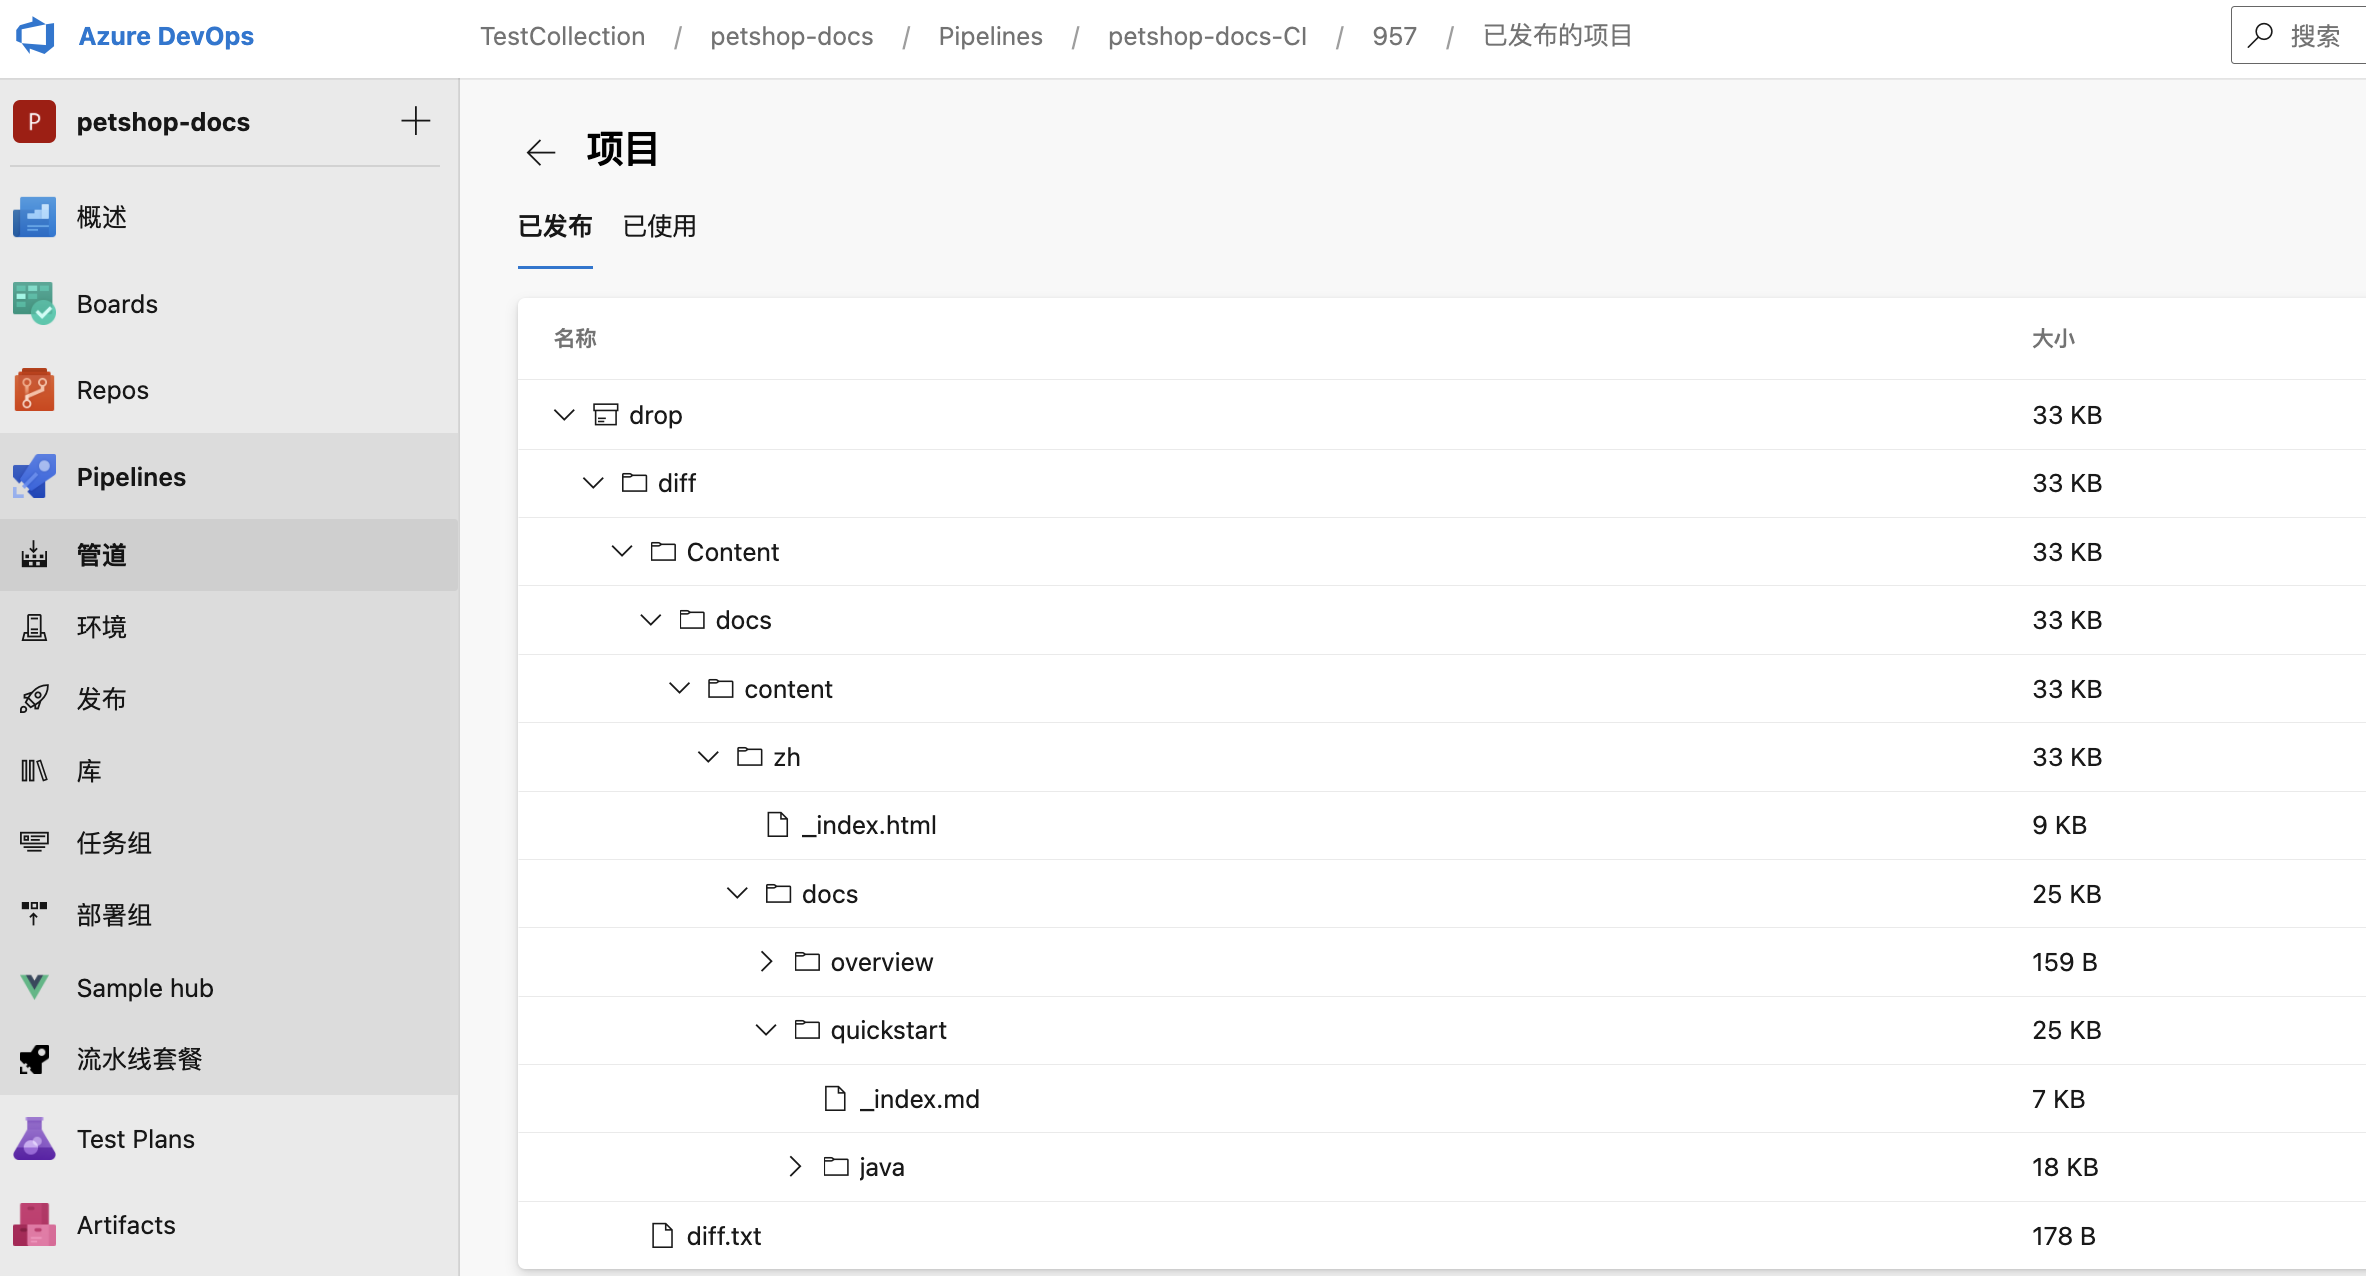 Azure DevOps
TestCollection / petshop-docs / Pipelines / petshop-docs-CI / 957 / 已发布的项目
搜索
P petshop-docs
概述
Boards
Repos
Pipelines
管道
环境
发布
库
任务组
部署组
Sample hub
流水线套餐
Test Plans
Artifacts
项目
已发布 已使用
名称 大小
drop 33 KB
diff 33 KB
Content 33 KB
docs 33 KB
content 33 KB
zh 33 KB
_index.html 9 KB
docs 25 KB
overview 159 B
quickstart 25 KB
_index.md 7 KB
java 18 KB
diff.txt 178 B